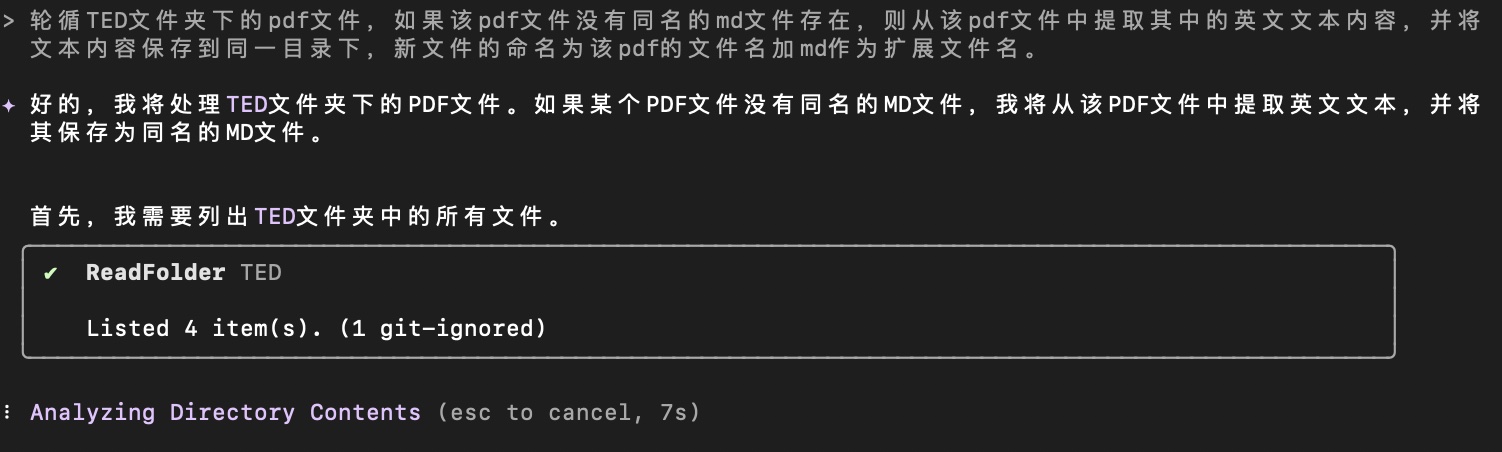 > 轮循TED文件夹下的pdf文件，如果该pdf文件没有同名的md文件存在，则从该pdf文件中提取其中的英文文本内容，并将
文本内容保存到同一目录下，新文件的命名为该pdf的文件名加md作为扩展文件名。
✦ 好的，我将处理TED文件夹下的PDF文件。如果某个PDF文件没有同名的MD文件，我将从该PDF文件中提取英文文本，并将
其保存为同名的MD文件。
首先，我需要列出TED文件夹中的所有文件。
✔ ReadFolder TED
Listed 4 item(s). (1 git-ignored)
⠇ Analyzing Directory Contents (esc to cancel, 7s)